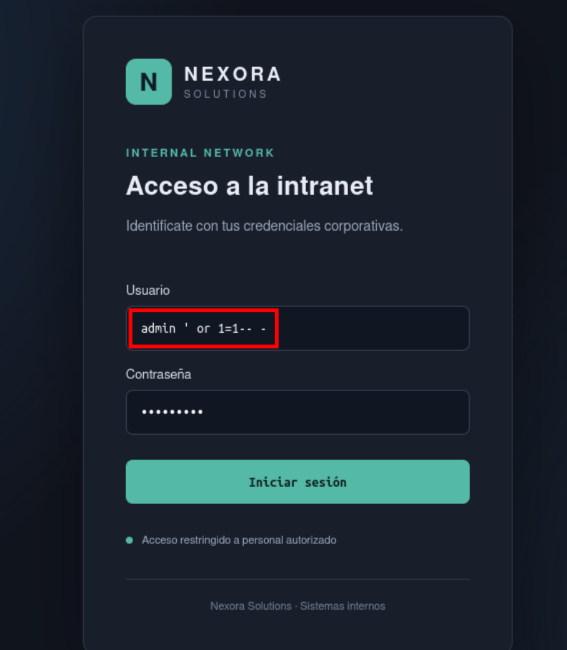 N
NEXORA
SOLUTIONS
INTERNAL NETWORK
Acceso a la intranet
Identifícate con tus credenciales corporativas.
Usuario
admin ' or 1=1-- -
Contraseña
•••••••••
Iniciar sesión
Acceso restringido a personal autorizado
Nexora Solutions · Sistemas internos